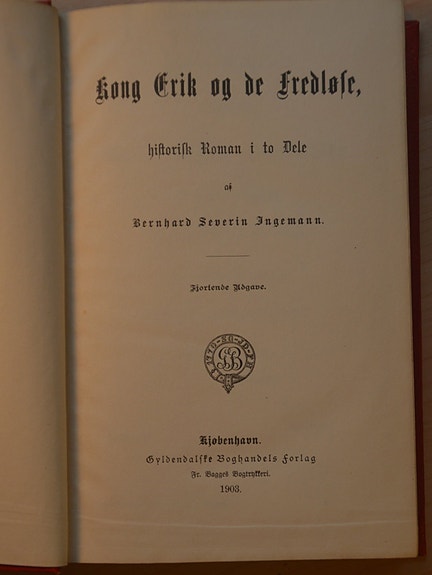 Kong Erik og de Fredløse,
historisk Roman i to Dele
af
Bernhard Severin Ingemann.
Fjortende Udgave.
Kjøbenhavn.
Gyldendalske Boghandels Forlag
Fr. Bagges Bogtrykkeri.
1903.